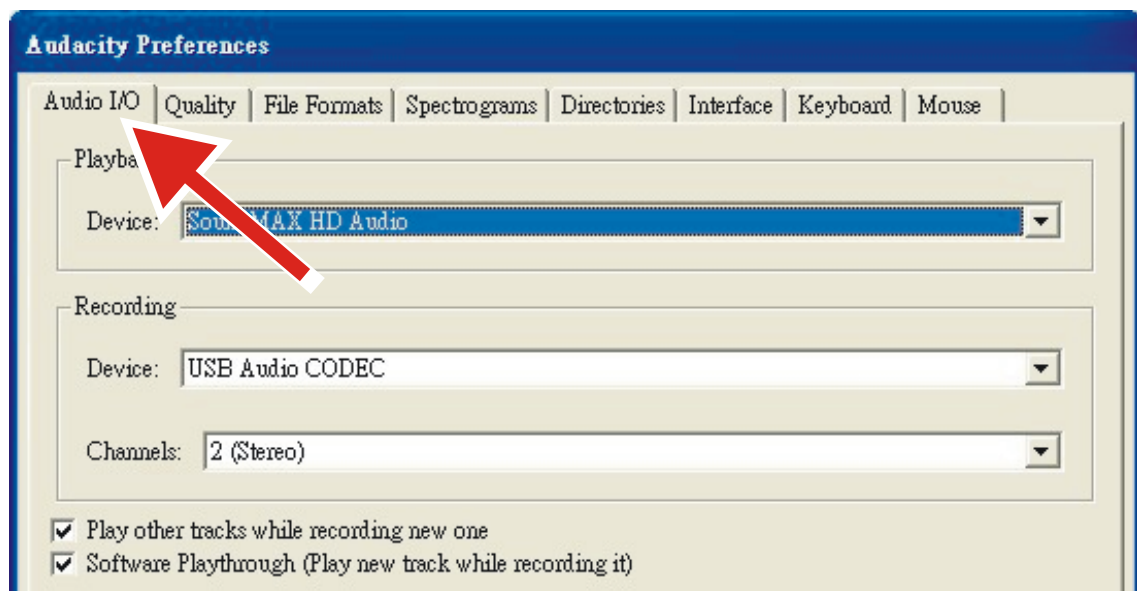 Audacity Preferences
Audio I/O Quality File Formats Spectrograms Directories Interface Keyboard Mouse
Device: MAX HD Audio
Recording
Device: USB Audio CODEC
Channels: 2 (Stereo)
Play other tracks while recording new one
Software Playthrough (Play new track while recording it)